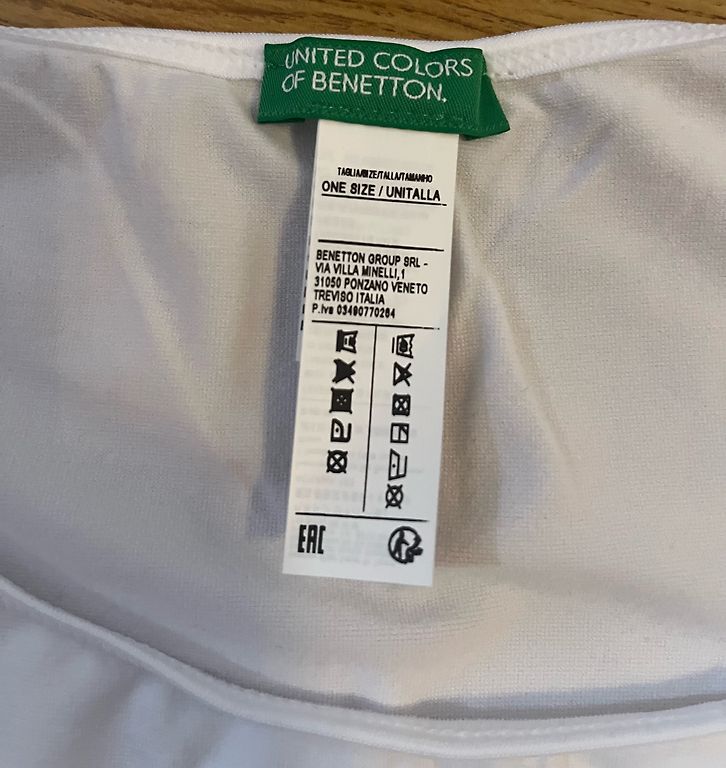 UNITED COLORS
OF BENETTON.
TAGLIA/SIZE/TALLA/TAMANHO
ONE SIZE / UNITALLA
BENETTON GROUP SRL -
VIA VILLA MINELLI,1
31050 PONZANO VENETO
TREVISO ITALIA
P.iva 03490770264
EAC